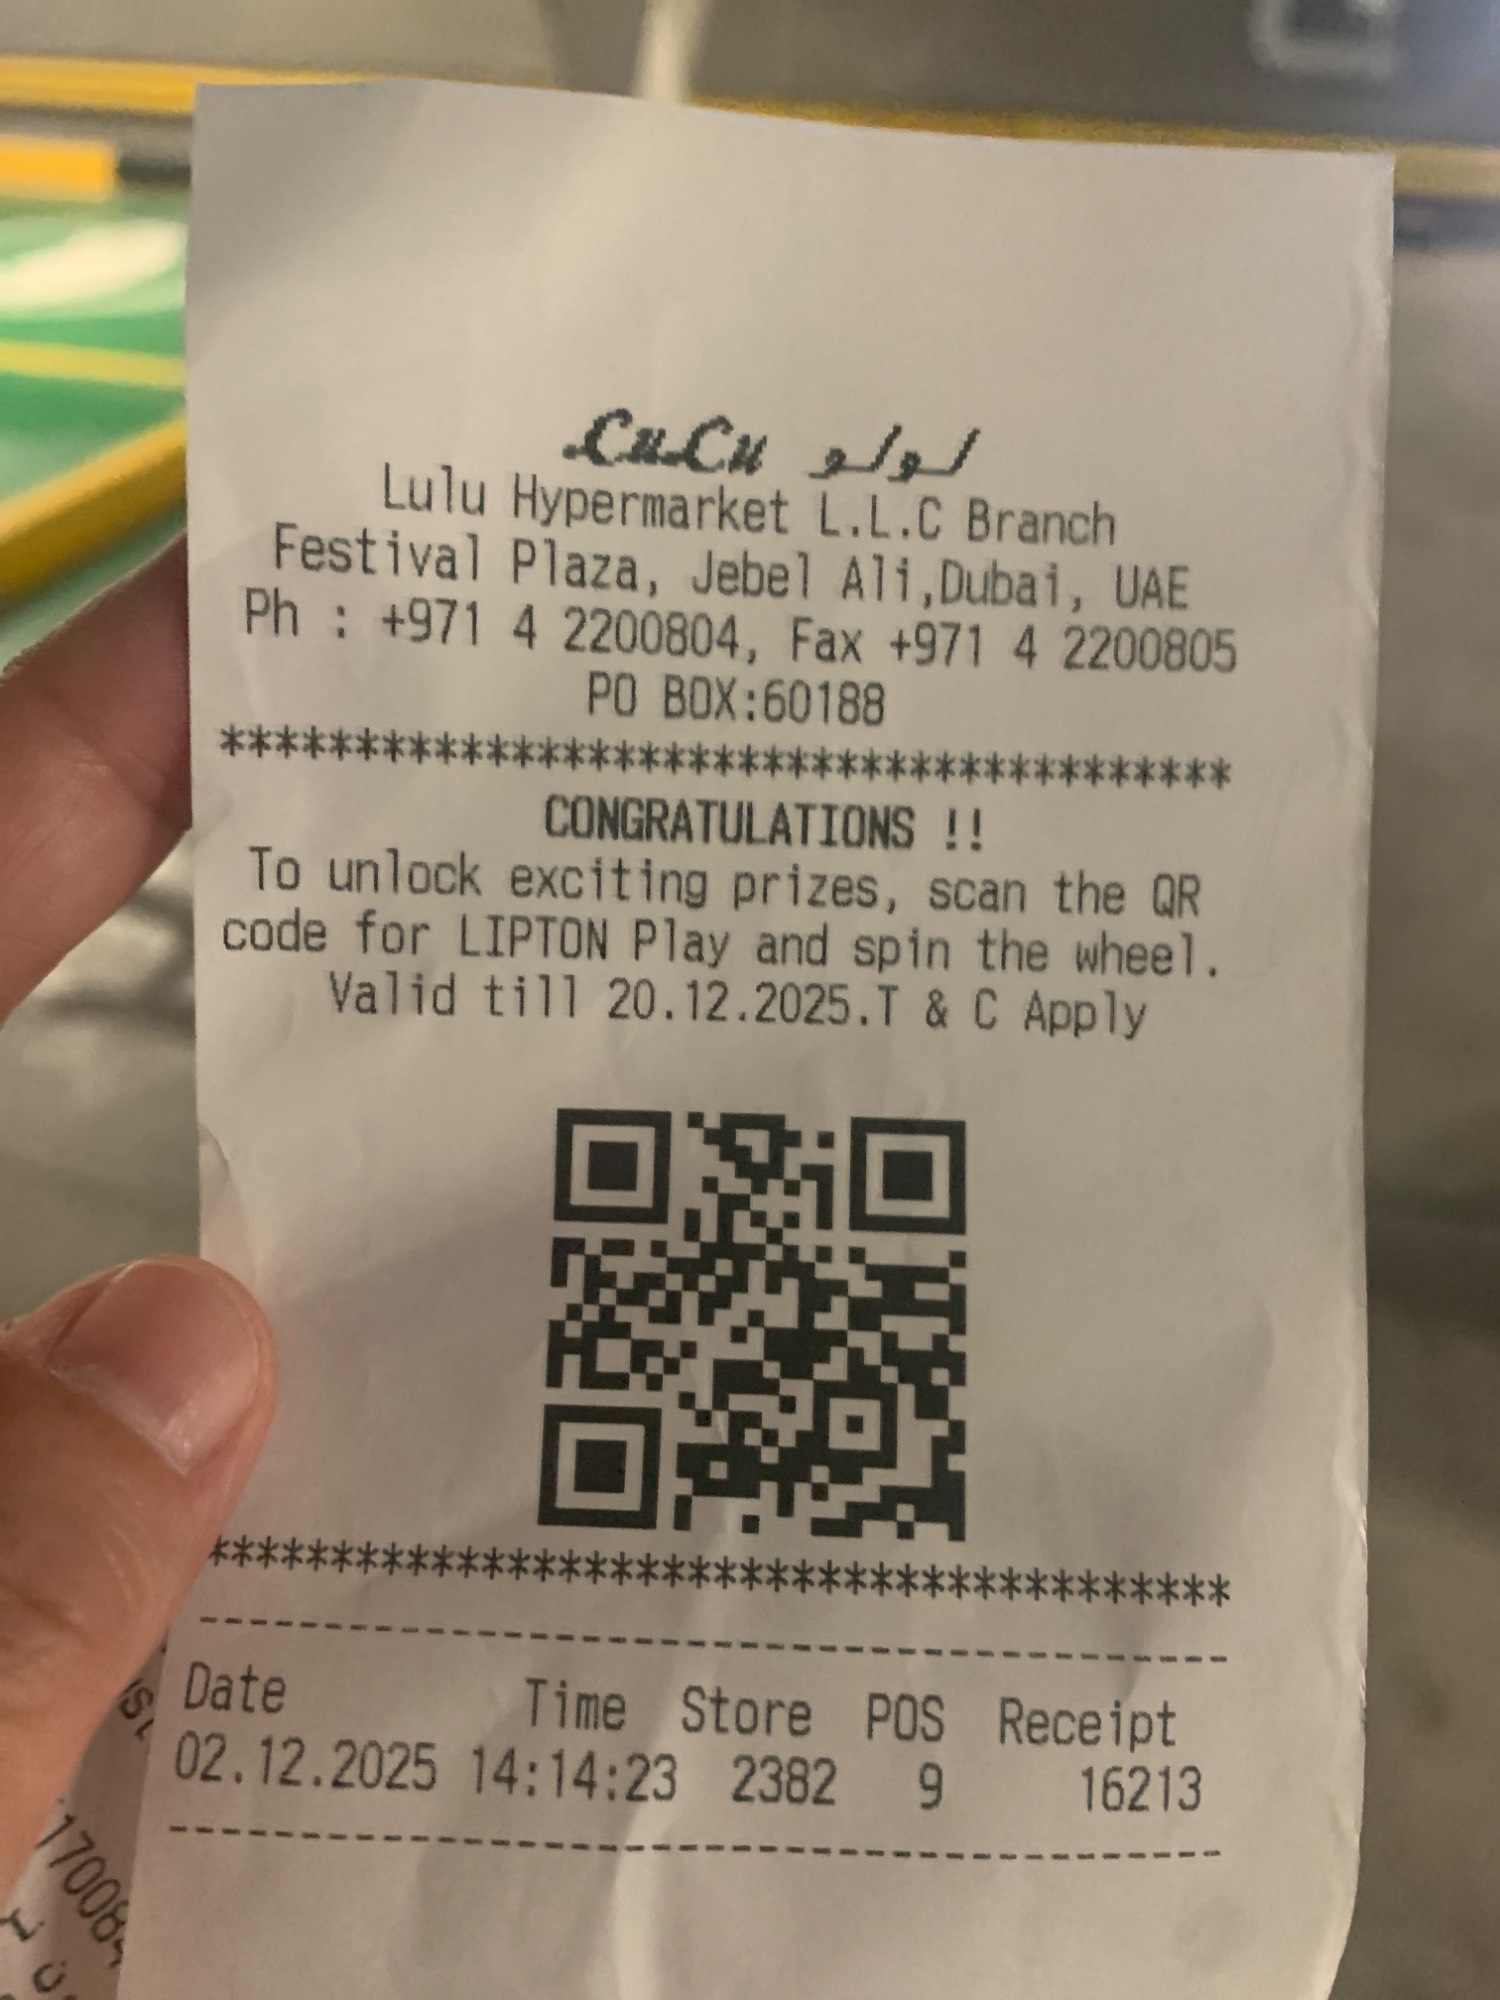 LuLu لولو
Lulu Hypermarket L.L.C Branch
Festival Plaza, Jebel Ali,Dubai, UAE
Ph : +971 4 2200804, Fax +971 4 2200805
PO BOX:60188
****************************************
CONGRATULATIONS !!
To unlock exciting prizes, scan the QR
code for LIPTON Play and spin the wheel.
Valid till 20.12.2025.T & C Apply
****************************************
----------------------------------------
Date Time Store POS Receipt
02.12.2025 14:14:23 2382 9 16213
----------------------------------------